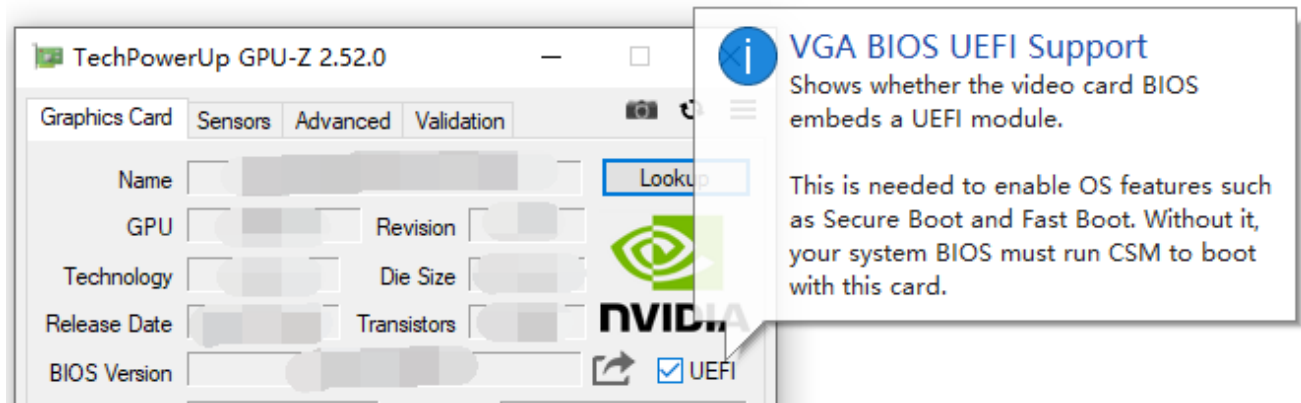 TechPowerUp GPU-Z 2.52.0
Graphics Card Sensors Advanced Validation
Name
Lookup
GPU
Revision
Technology
Die Size
Release Date
Transistors
NVIDIA
BIOS Version
UEFI
VGA BIOS UEFI Support
Shows whether the video card BIOS
embeds a UEFI module.
This is needed to enable OS features such
as Secure Boot and Fast Boot. Without it,
your system BIOS must run CSM to boot
with this card.